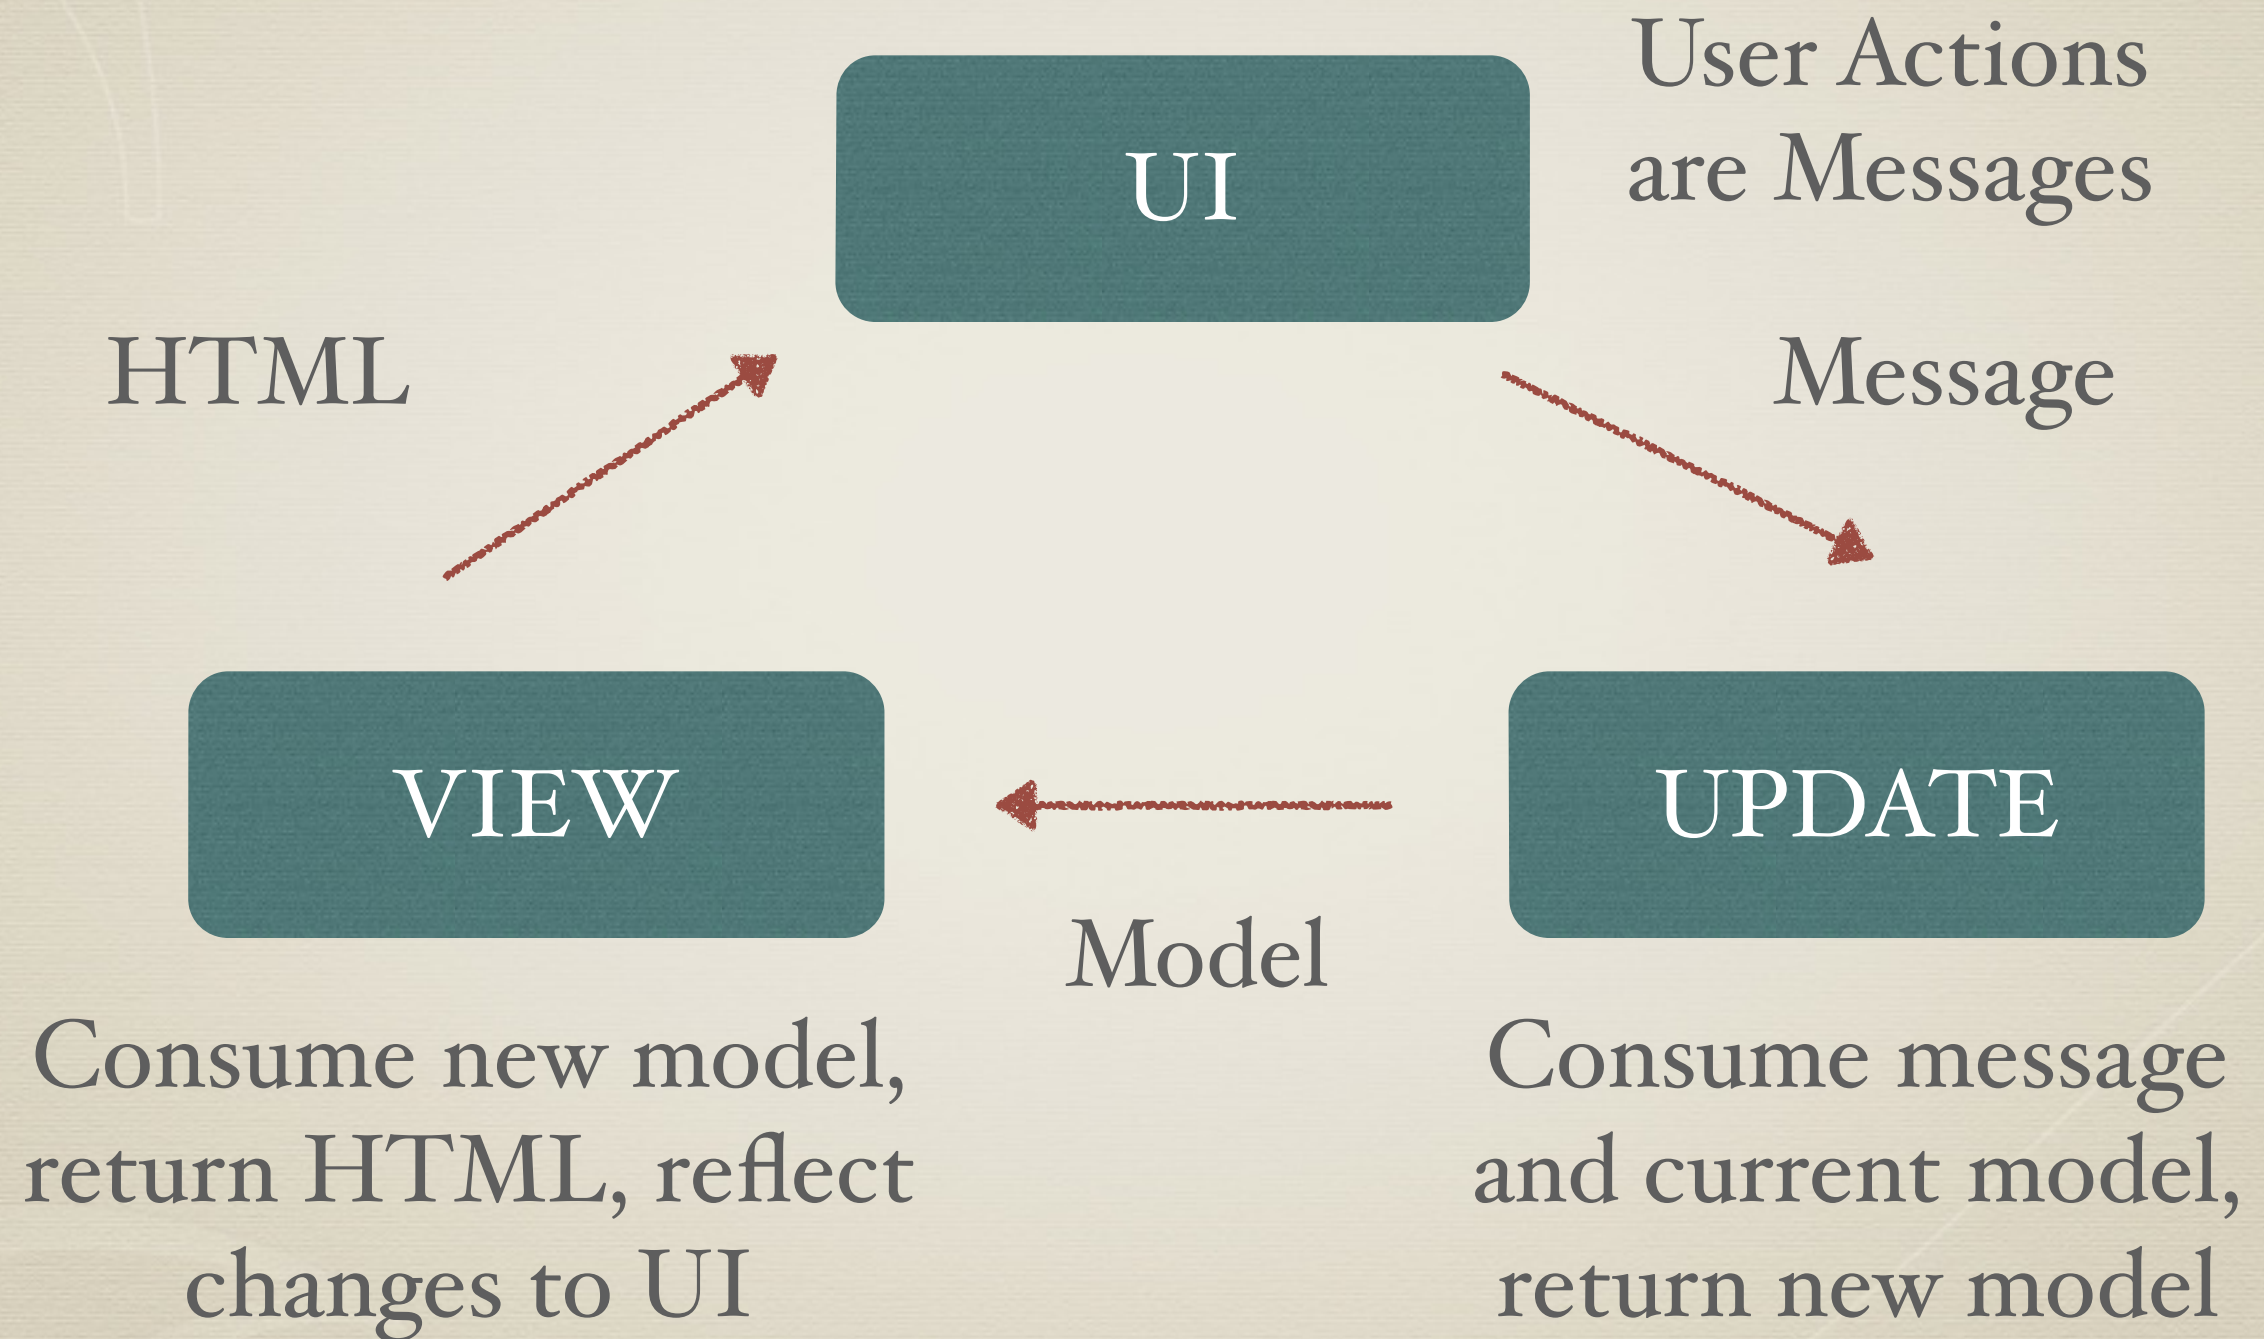 User Actions
are Messages
UI
HTML
Message
VIEW
UPDATE
Model
Consume new model,
return HTML, reflect
changes to UI
Consume message
and current model,
return new model